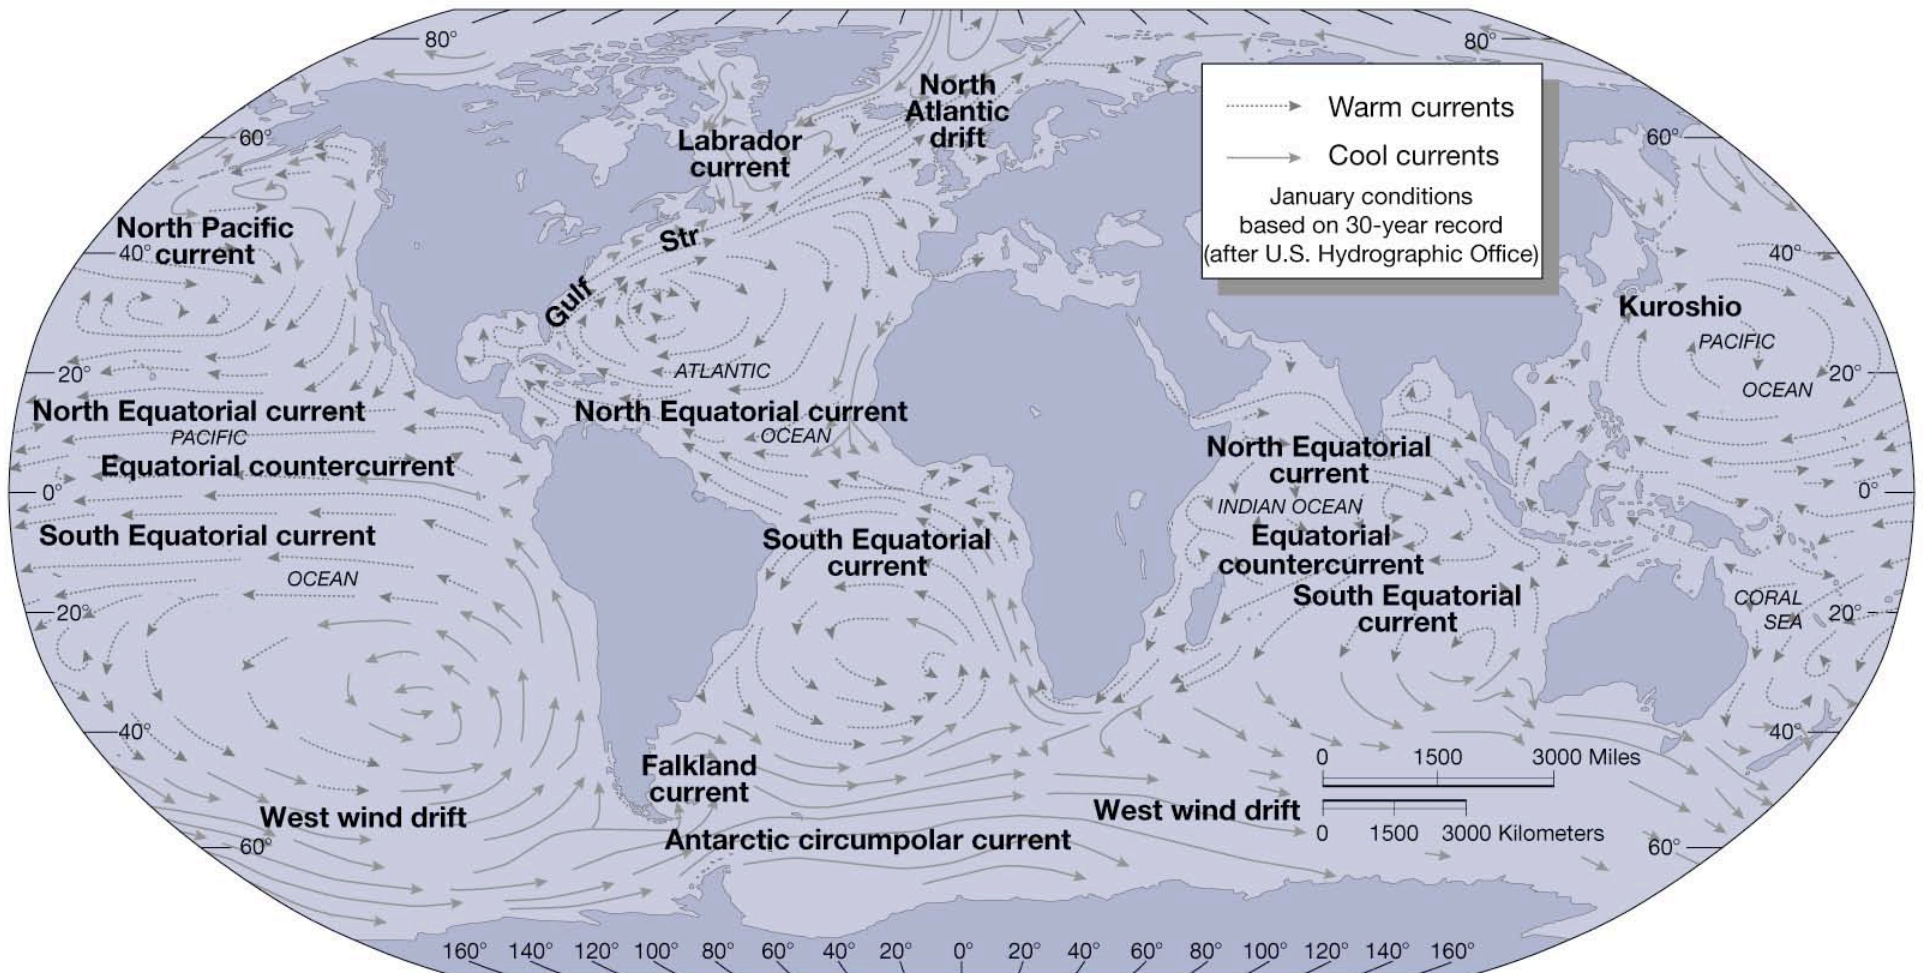 80°
80°
North
Atlantic
drift
Warm currents
60°
Labrador
current
60°
Cool currents
January conditions
based on 30-year record
(after U.S. Hydrographic Office)
North Pacific
current
40°
Str
40°
Gulf
Kuroshio
PACIFIC
OCEAN
20°
ATLANTIC
20°
North Equatorial current
PACIFIC
North Equatorial current
OCEAN
Equatorial countercurrent
North Equatorial
current
0°
INDIAN OCEAN
0°
South Equatorial current
South Equatorial
current
Equatorial
countercurrent
OCEAN
South Equatorial
current
CORAL
SEA
20°
20°
40°
40°
Falkland
current
0 1500 3000 Miles
West wind drift
West wind drift
0 1500 3000 Kilometers
Antarctic circumpolar current
60°
60°
160° 140° 120° 100° 80° 60° 40° 20° 0° 20° 40° 60° 80° 100° 120° 140° 160°